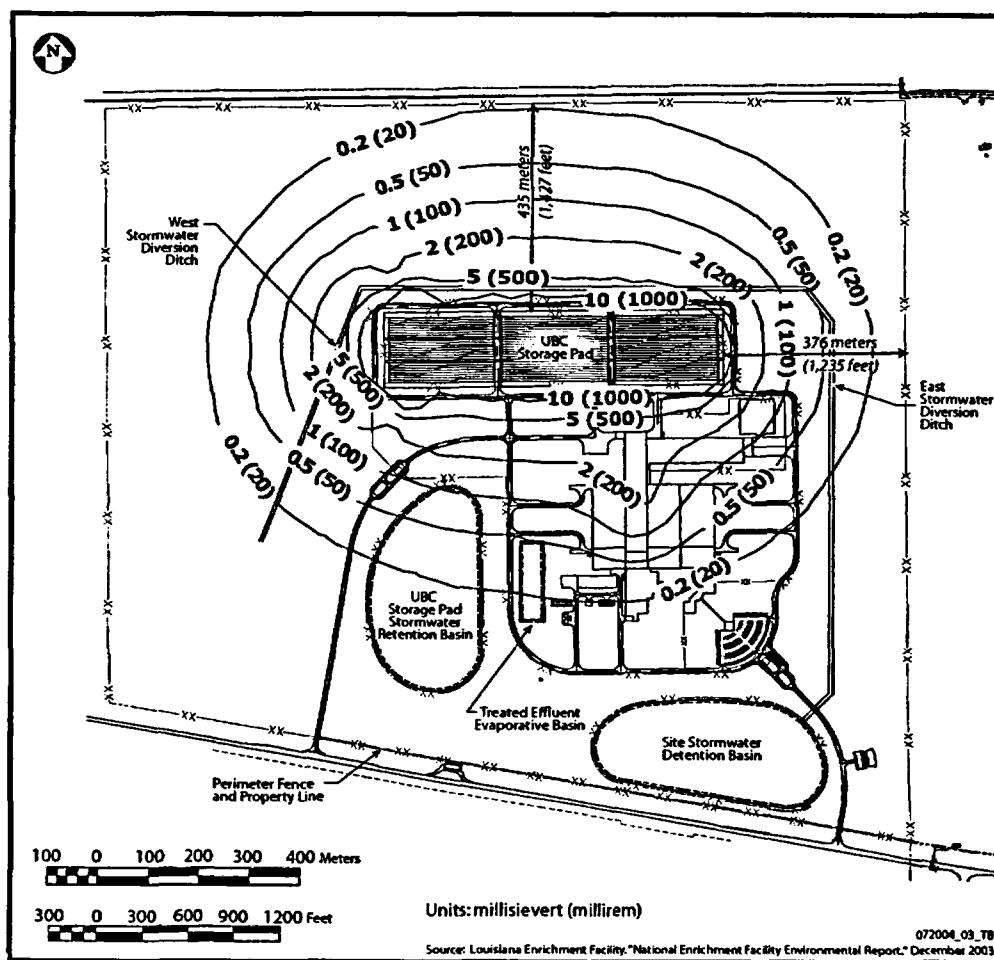 N
0.2 (20)
0.5 (50)
1 (100)
2 (200)
5 (500)
10 (1000)
435 meters
(1,427 feet)
West
Stormwater
Diversion
Ditch
2 (200)
0.5 (50)
0.2 (20)
1 (100)
376 meters
(1,235 feet)
UBC
Storage Pad
East
Stormwater
Diversion
Ditch
5 (500)
2 (200)
1 (100)
0.5 (50)
0.2 (20)
10 (1000)
5 (500)
2 (200)
0.5 (50)
0.2 (20)
UBC
Storage Pad
Stormwater
Retention Basin
Treated Effluent
Evaporative Basin
Site Stormwater
Detention Basin
Perimeter Fence
and Property Line
100 0 100 200 300 400 Meters
300 0 300 600 900 1200 Feet
Units: millisievert (millirem)
072004_03_TB
Source: Louisiana Enrichment Facility. "National Enrichment Facility Environmental Report." December 2003